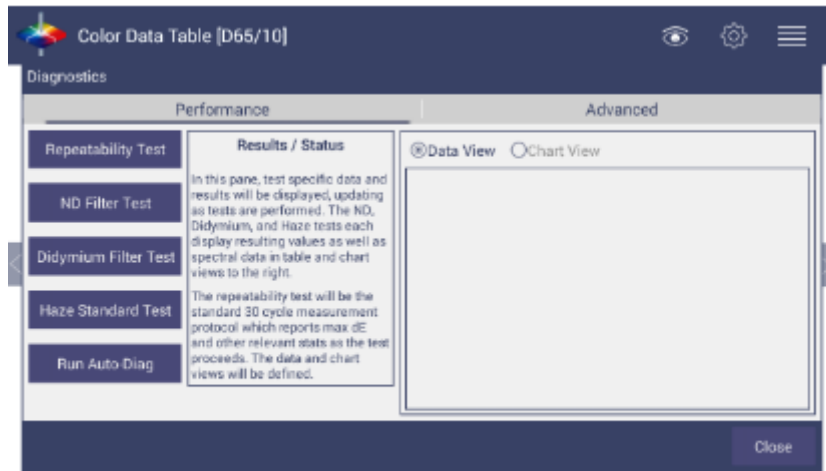 Color Data Table [D65/10]
Diagnostics
Performance
Advanced
Repeatability Test
ND Filter Test
Didymium Filter Test
Haze Standard Test
Run Auto-Diag
Results / Status
In this pane, test specific data and
results will be displayed, updating
as tests are performed. The ND,
Didymium, and Haze tests each
display resulting values as well as
spectral data in table and chart
views to the right.
The repeatability test will be the
standard 30 cycle measurement
protocol which reports max dE
and other relevant stats as the test
proceeds. The data and chart
views will be defined.
Data View
Chart View
Close